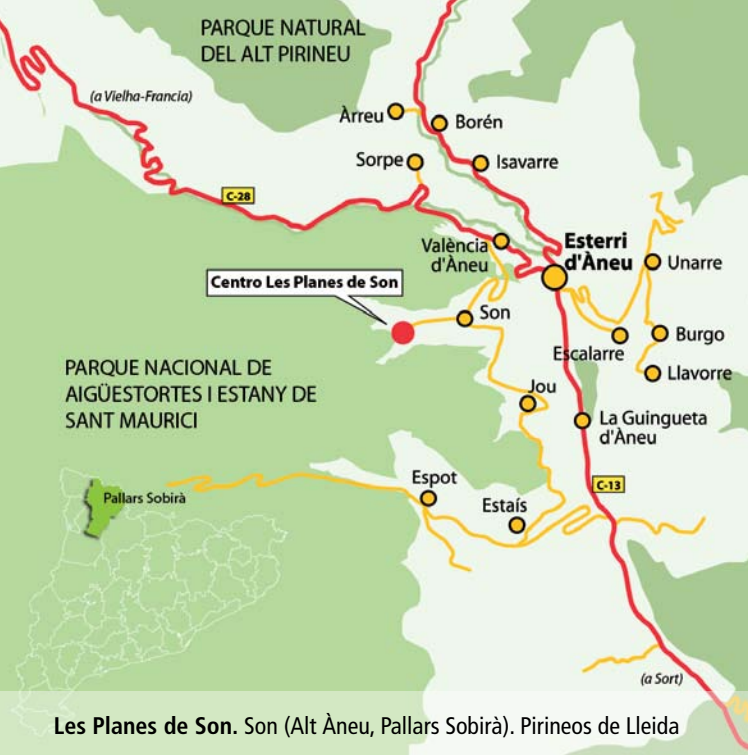 PARQUE NATURAL
DEL ALT PIRINEU
(a Vielha-Francia)
Àrreu
Borén
Sorpe
Isavarre
C-28
València
d'Àneu
Esterri
d'Àneu
Unarre
Centro Les Planes de Son
Son
Escalarre
Burgo
Llavorre
PARQUE NACIONAL DE
AIGÜESTORTES I ESTANY DE
SANT MAURICI
Jou
La Guingueta
d'Àneu
Espot
Estaís
C-13
Pallars Sobirà
(a Sort)
Les Planes de Son. Son (Alt Àneu, Pallars Sobirà). Pirineos de Lleida